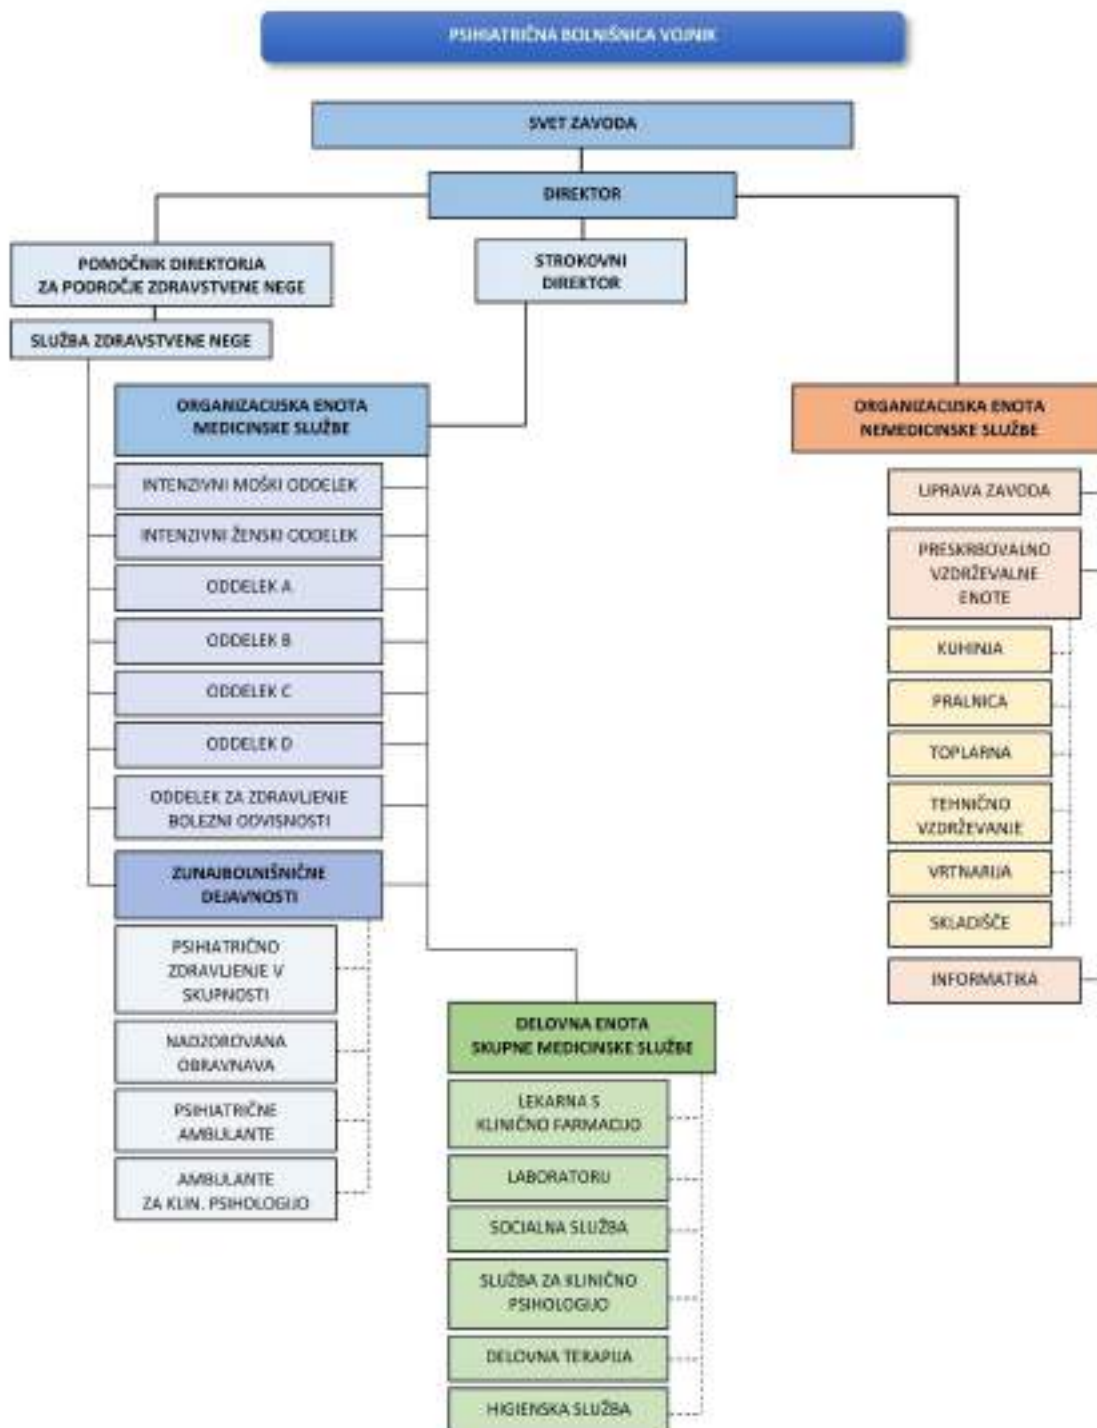 PSIHIATRIČNA BOLNIŠNICA VOJNIK
SVET ZAVODA
DIREKTOR
POMOČNIK DIREKTORJA
ZA PODROČJE ZDRAVSTVENE NEGE
STROKOVNI
DIREKTOR
SLUŽBA ZDRAVSTVENE NEGE
ORGANIZACIJSKA ENOTA
MEDICINSKE SLUŽBE
INTENZIVNI MOŠKI ODDELEK
INTENZIVNI ŽENSKI ODDELEK
ODDELEK A
ODDELEK B
ODDELEK C
ODDELEK D
ODDELEK ZA ZDRAVLJENJE
BOLEZNI ODVISNOSTI
ZUNAJBOLNIŠNIČNE
DEJAVNOSTI
PSIHIATRIČNO
ZDRAVLJENJE V
SKUPNOSTI
NADZOROVANA
OBRAVNAVA
PSIHIATRIČNE
AMBULANTE
AMBULANTE
ZA KLIN. PSIHOLOGIJO
DELOVNA ENOTA
SKUPNE MEDICINSKE SLUŽBE
LEKARNA S
KLINIČNO FARMACIJO
LABORATORIJ
SOCIALNA SLUŽBA
SLUŽBA ZA KLINIČNO
PSIHOLOGIJO
DELOVNA TERAPIJA
HIGIENSKA SLUŽBA
ORGANIZACIJSKA ENOTA
NEMEDICINSKE SLUŽBE
UPRAVA ZAVODA
PRESKRBOVALNO
VZDRŽEVALNE
ENOTE
KUHINJA
PRALNICA
TOPLARNA
TEHNIČNO
VZDRŽEVANJE
VRTNARIJA
SKLADIŠČE
INFORMATIKA